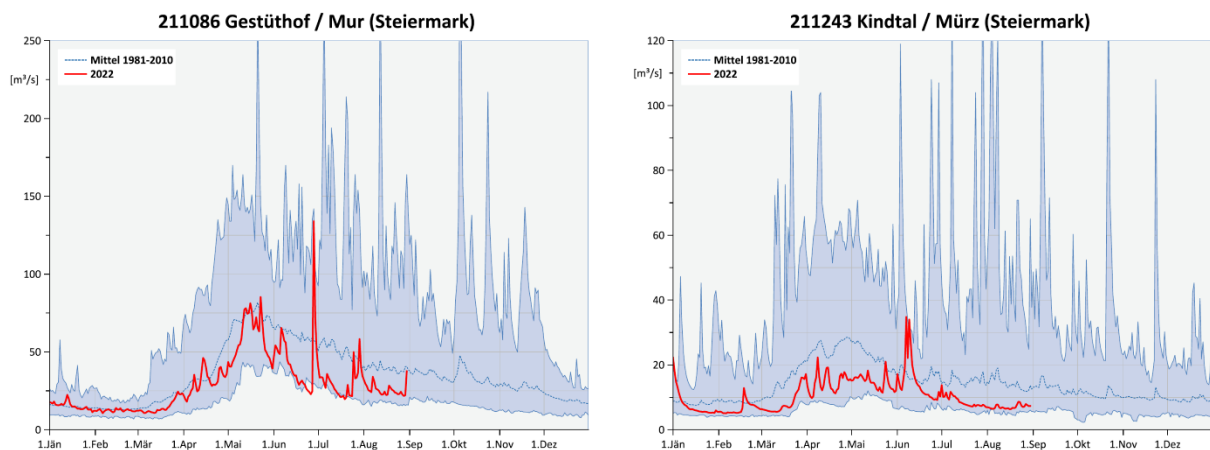 211086 Gestüthof / Mur (Steiermark)
250
[m³/s]
200
150
100
50
0
Mittel 1981-2010
2022
1.Jän 1.Feb 1.Mär 1.Apr 1.Mai 1.Jun 1.Jul 1.Aug 1.Sep 1.Okt 1.Nov 1.Dez
211243 Kindtal / Mürz (Steiermark)
120
[m³/s]
100
80
60
40
20
0
Mittel 1981-2010
2022
1.Jän 1.Feb 1.Mär 1.Apr 1.Mai 1.Jun 1.Jul 1.Aug 1.Sep 1.Okt 1.Nov 1.Dez